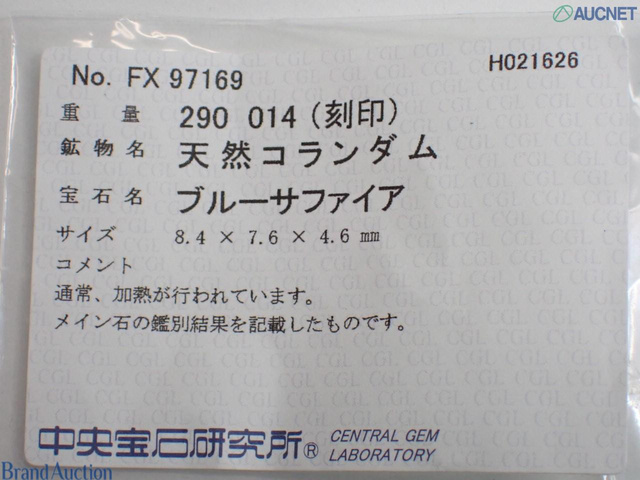 AUCNET
No. FX 97169
H021626
重量 290 014(刻印)
鉱物名 天然コランダム
宝石名 ブルーサファイア
サイズ 8.4 × 7.6 × 4.6 mm
コメント
通常、加熱が行われています。
メイン石の鑑別結果を記載したものです。
中央宝石研究所® CENTRAL GEM
LABORATORY
BrandAuction